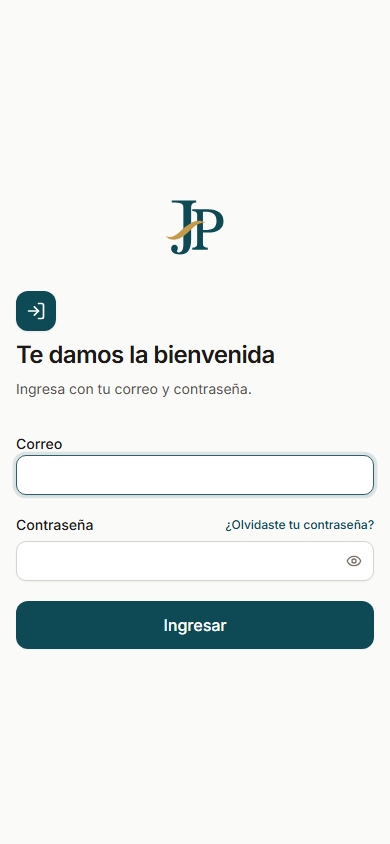 JP
Te damos la bienvenida
Ingresa con tu correo y contraseña.
Correo
Contraseña ¿Olvidaste tu contraseña?
Ingresar